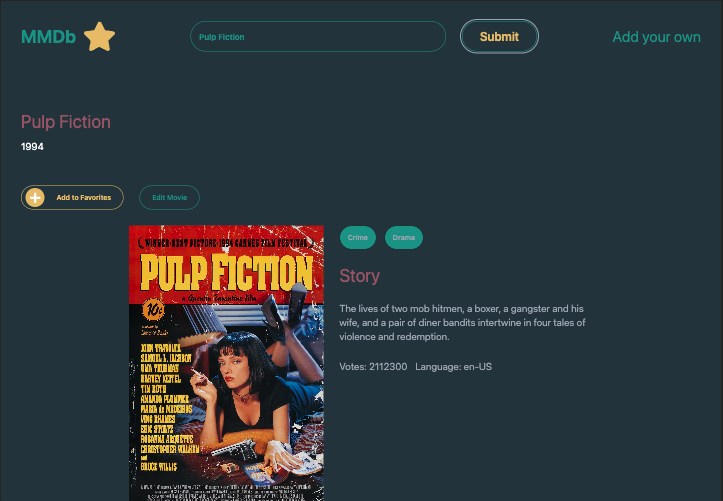 MMDb
Pulp Fiction
Submit
Add your own
Pulp Fiction
1994
Add to Favorites
Edit Movie
WINNER-BEST PICTURE-1994 CANNES FILM FESTIVAL
PULP FICTION
a Quentin Tarantino film
10¢
JOHN TRAVOLTA
SAMUEL L. JACKSON
UMA THURMAN
HARVEY KEITEL
TIM ROTH
AMANDA PLUMMER
MARIA de MEDEIROS
VING RHAMES
ERIC STOLTZ
ROSANNA ARQUETTE
CHRISTOPHER WALKEN
and
BRUCE WILLIS
Crime
Drama
Story
The lives of two mob hitmen, a boxer, a gangster and his
wife, and a pair of diner bandits intertwine in four tales of
violence and redemption.
Votes: 2112300 Language: en-US